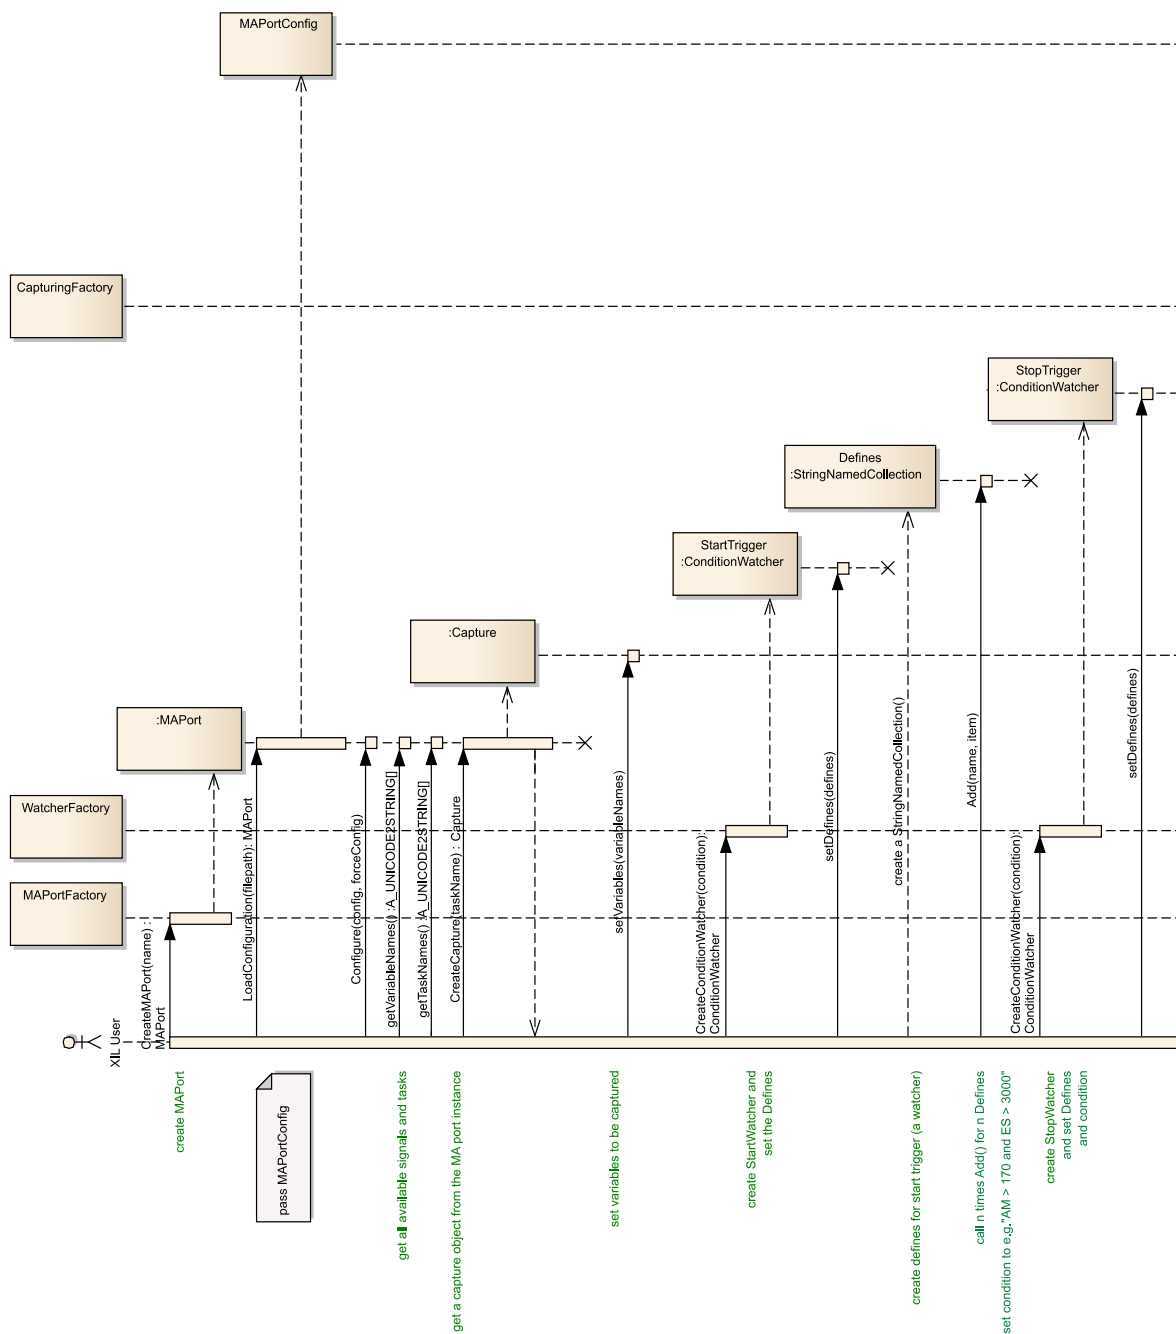 MAPortConfig
CapturingFactory
StopTrigger
:ConditionWatcher
Defines
:StringNamedCollection
StartTrigger
:ConditionWatcher
:Capture
:MAPort
WatcherFactory
MAPortFactory
XIL User
CreateMAPort(name) :
MAPort
LoadConfiguration(filepath): MAPort
Configure(config, forceConfig)
getVariableNames() :A_UNICODE2STRING[]
getTaskNames() :A_UNICODE2STRING[]
CreateCapture(taskName) : Capture
setVariables(variableNames)
CreateConditionWatcher(condition):
ConditionWatcher
setDefines(defines)
create a StringNamedCollection()
Add(name, item)
CreateConditionWatcher(condition):
ConditionWatcher
setDefines(defines)
create MAPort
pass MAPortConfig
get all available signals and tasks
get a capture object from the MA port instance
set variables to be captured
create StartWatcher and
set the Defines
create defines for start trigger (a watcher)
call n times Add() for n Defines
set condition to e.g."AM > 170 and ES > 3000"
create StopWatcher
and set Defines
and condition